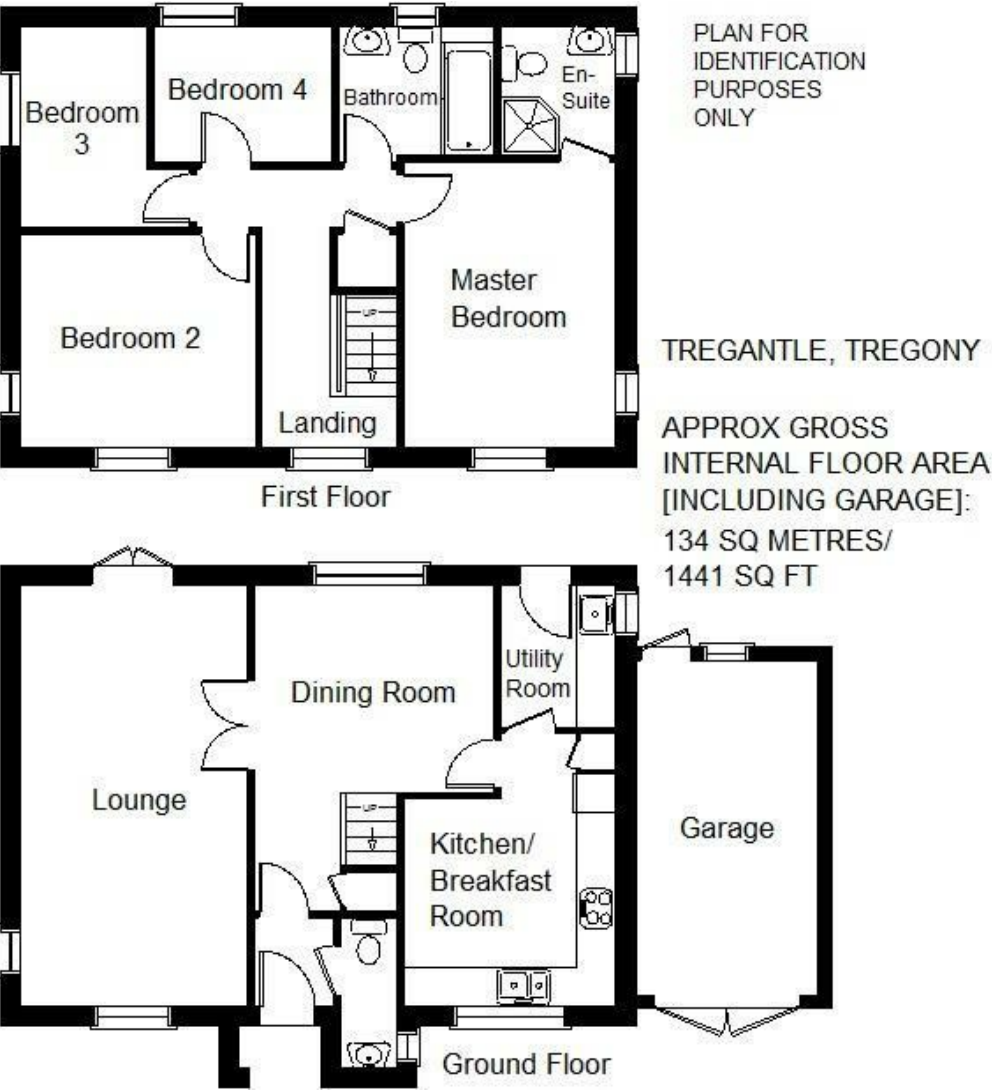 PLAN FOR
IDENTIFICATION
PURPOSES
ONLY
Bedroom
3
Bedroom 4
Bathroom
En-
Suite
Bedroom 2
Master
Bedroom
UP
Landing
First Floor
TREGANTLE, TREGONY
APPROX GROSS
INTERNAL FLOOR AREA
[INCLUDING GARAGE]:
134 SQ METRES/
1441 SQ FT
Lounge
Dining Room
Utility
Room
UP
Kitchen/
Breakfast
Room
Garage
Ground Floor